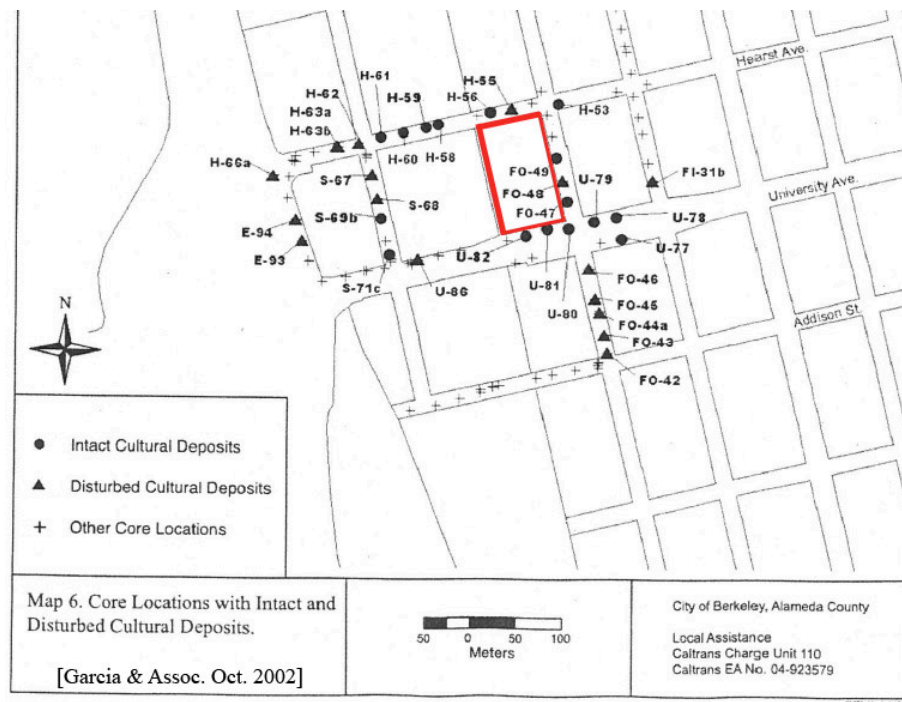 Hearst Ave.
H-55
H-61
H-56
H-62
H-59
H-53
H-63a
H-63b
H-60
H-58
H-66a
FO-49
U-79
FI-31b
S-67
FO-48
University Ave.
S-68
FO-47
U-78
S-69b
E-94
U-82
U-77
E-93
U-81
FO-46
S-71c
U-86
N
U-80
FO-45
FO-44a
Addison St.
FO-43
FO-42
Intact Cultural Deposits
Disturbed Cultural Deposits
Other Core Locations
Map 6. Core Locations with Intact and
Disturbed Cultural Deposits.
[Garcia & Assoc. Oct. 2002]
50 0 50 100
Meters
City of Berkeley, Alameda County
Local Assistance
Caltrans Charge Unit 110
Caltrans EA No. 04-923579